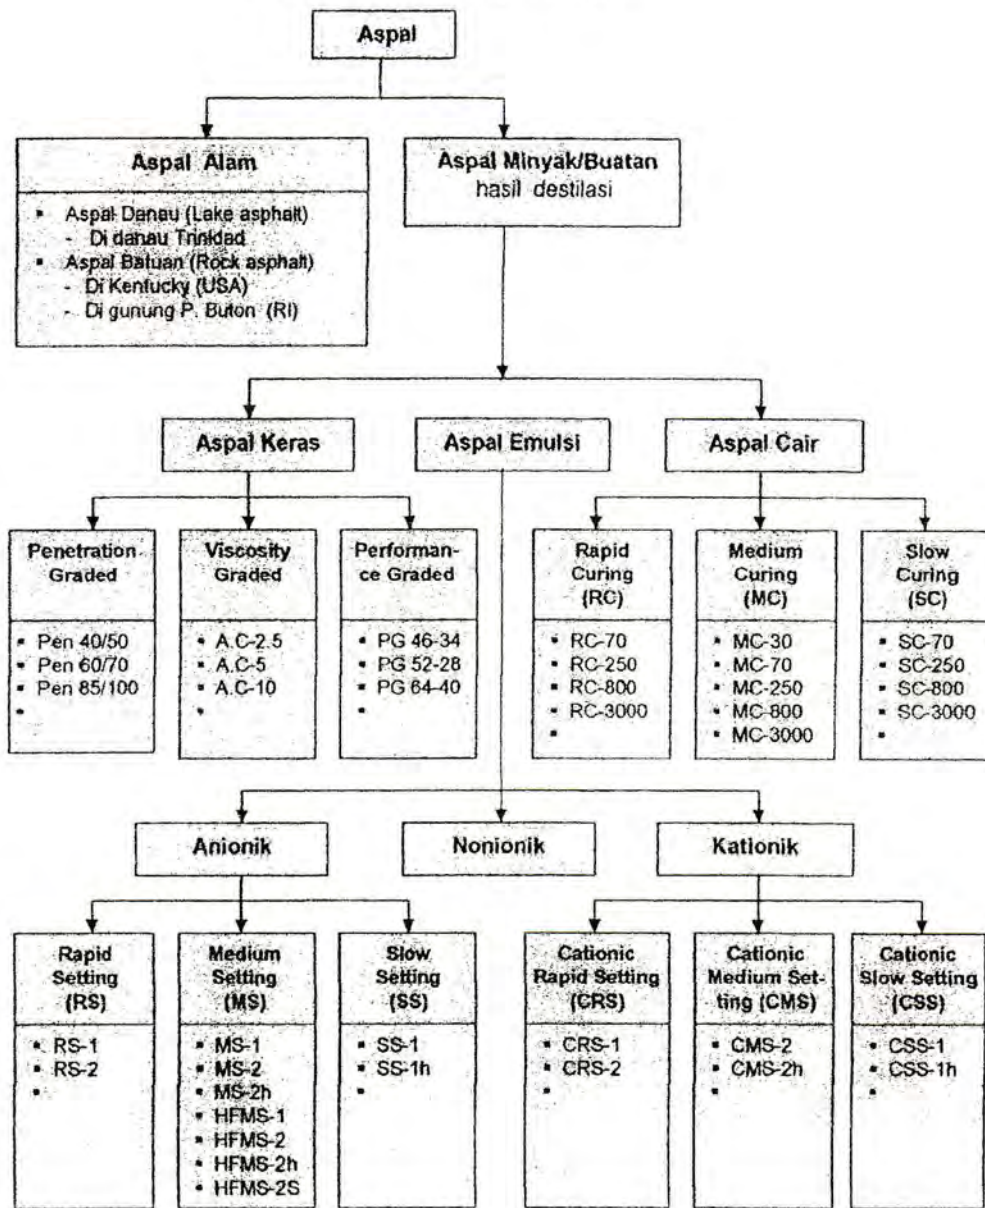 Aspal
Aspal Alam
▪ Aspal Danau (Lake asphalt)
- Di danau Trinidad
▪ Aspal Batuan (Rock asphalt)
- Di Kentucky (USA)
- Di gunung P. Buton (RI)
Aspal Minyak/Buatan
hasil destilasi
Aspal Keras
Aspal Emulsi
Aspal Cair
Penetration
Graded
▪ Pen 40/50
▪ Pen 60/70
▪ Pen 85/100
▪
Viscosity
Graded
▪ A.C-2.5
▪ A.C-5
▪ A.C-10
▪
Performan-
ce Graded
▪ PG 46-34
▪ PG 52-28
▪ PG 64-40
▪
Rapid
Curing
(RC)
▪ RC-70
▪ RC-250
▪ RC-800
▪ RC-3000
▪
Medium
Curing
(MC)
▪ MC-30
▪ MC-70
▪ MC-250
▪ MC-800
▪ MC-3000
Slow
Curing
(SC)
▪ SC-70
▪ SC-250
▪ SC-800
▪ SC-3000
▪
Anionik
Nonionik
Kationik
Rapid
Setting
(RS)
▪ RS-1
▪ RS-2
▪
Medium
Setting
(MS)
▪ MS-1
▪ MS-2
▪ MS-2h
▪ HFMS-1
▪ HFMS-2
▪ HFMS-2h
▪ HFMS-2S
Slow
Setting
(SS)
▪ SS-1
▪ SS-1h
▪
Cationic
Rapid Setting
(CRS)
▪ CRS-1
▪ CRS-2
▪
Cationic
Medium Set-
ting (CMS)
▪ CMS-2
▪ CMS-2h
▪
Cationic
Slow Setting
(CSS)
▪ CSS-1
▪ CSS-1h
▪